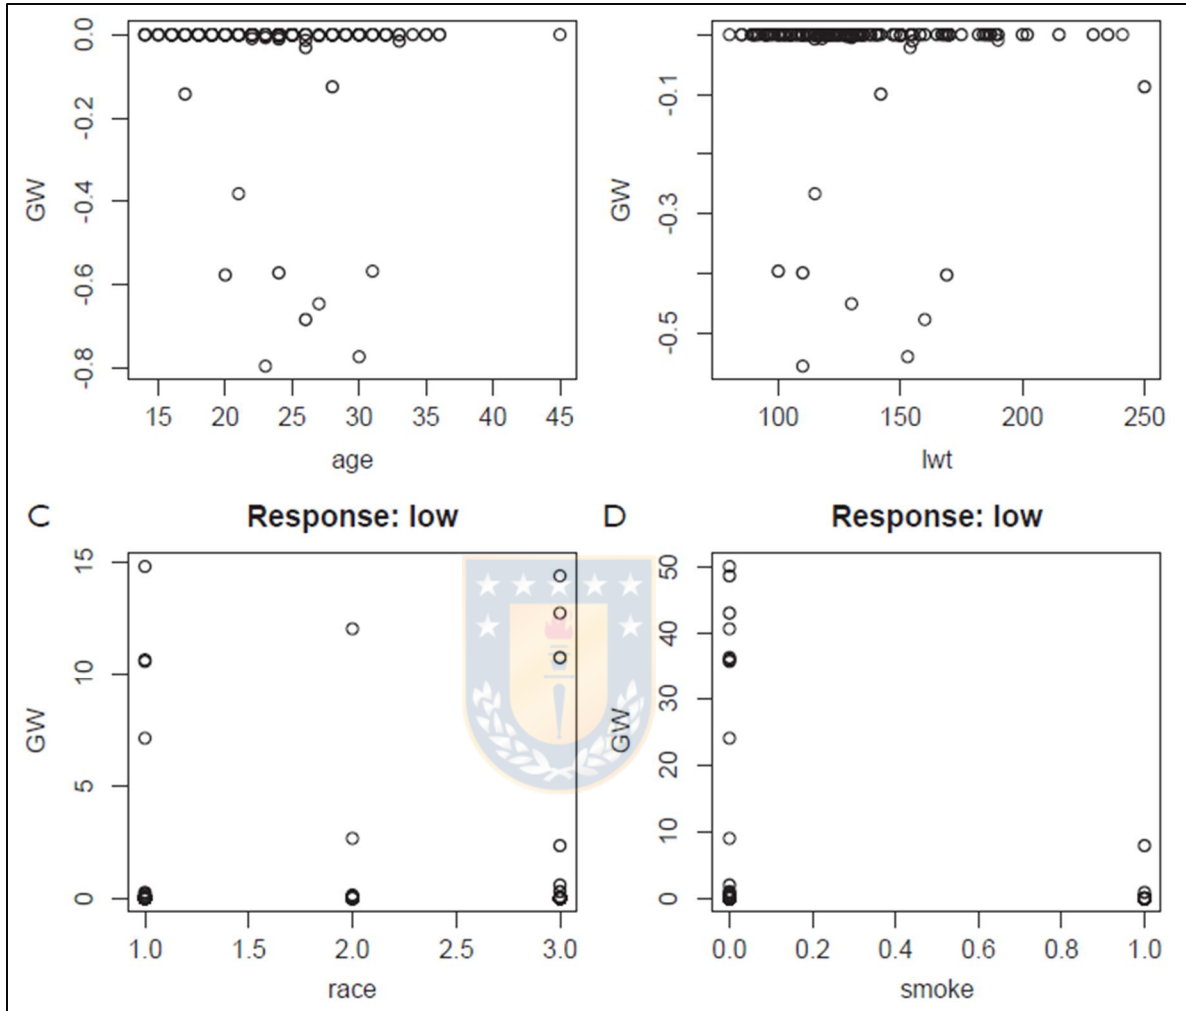 0.0
-0.2
-0.4
-0.6
-0.8
GW
15 20 25 30 35 40 45
age
-0.1
-0.3
-0.5
GW
100 150 200 250
lwt
C Response: low
15
10
5
0
GW
1.0 1.5 2.0 2.5 3.0
race
D Response: low
50
40
30
20
10
0
GW
0.0 0.2 0.4 0.6 0.8 1.0
smoke